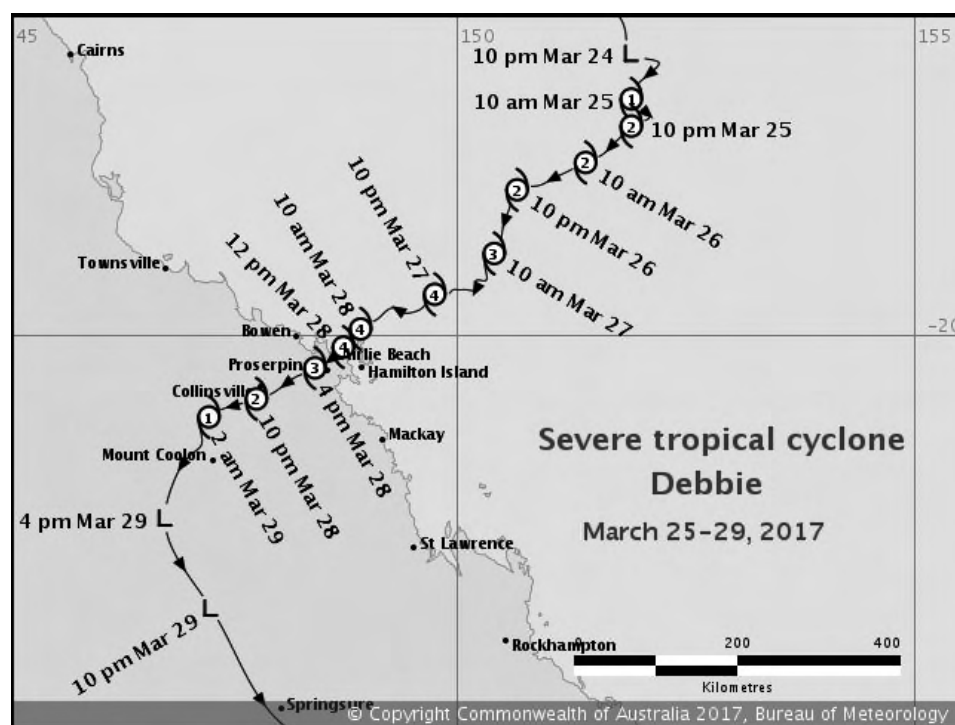 45
150
155
Cairns
10 pm Mar 24
L
10 am Mar 25
1
2
10 pm Mar 25
2
10 am Mar 26
2
10 pm Mar 26
3
10 am Mar 27
10 pm Mar 27
4
10 am Mar 28
4
12 pm Mar 28
4
Townsville
Bowen
-20
Airlie Beach
Proserpin
3
Hamilton Island
4 pm Mar 28
Collinsville
2
10 pm Mar 28
1
2 am Mar 29
Mackay
Mount Coolon
Severe tropical cyclone
Debbie
March 25-29, 2017
4 pm Mar 29
L
St Lawrence
L
10 pm Mar 29
Rockhampton
0
200
400
Kilometres
Springsure
© Copyright Commonwealth of Australia 2017, Bureau of Meteorology